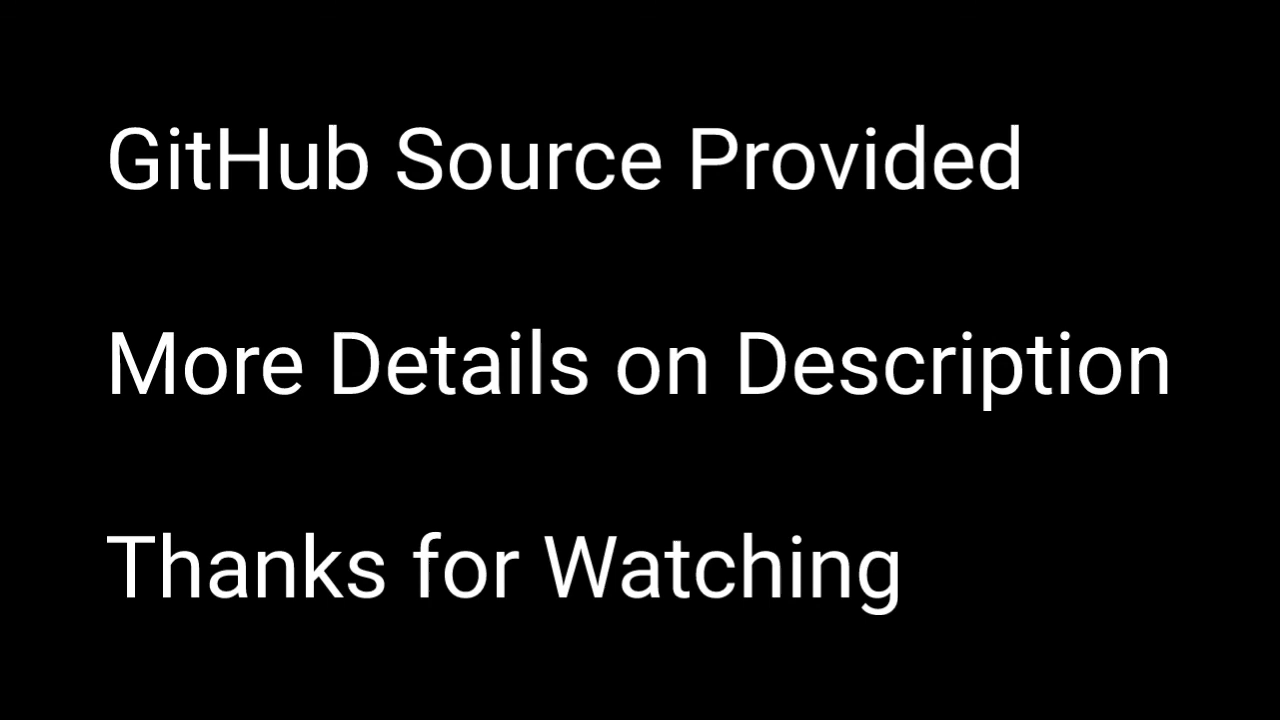 GitHub Source Provided
More Details on Description
Thanks for Watching